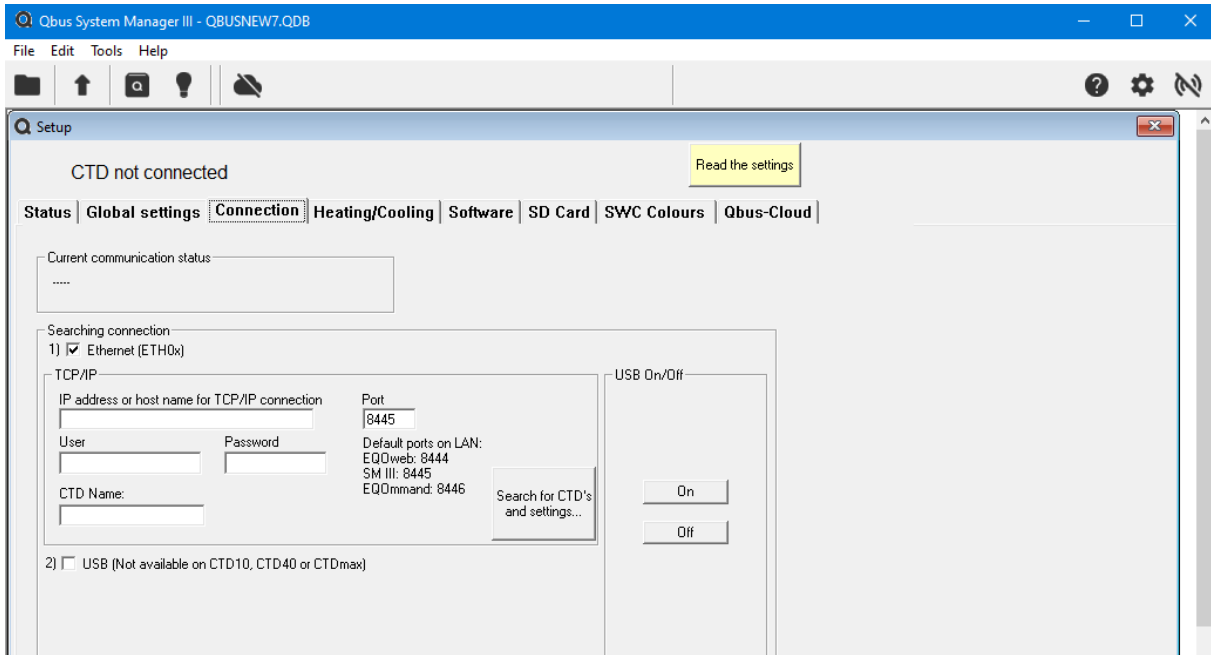 Qbus System Manager III - QBUSNEW7.QDB
File Edit Tools Help
Setup
CTD not connected
Read the settings
Status Global settings Connection Heating/Cooling Software SD Card SWC Colours Qbus-Cloud
Current communication status
-----
Searching connection
1) Ethernet (ETH0x)
TCP/IP
USB On/Off
IP address or host name for TCP/IP connection
Port
8445
User
Password
Default ports on LAN:
EQOweb: 8444
SM III: 8445
EQOmmand: 8446
CTD Name:
Search for CTD's
and settings...
On
Off
2) USB (Not available on CTD10, CTD40 or CTDmax)